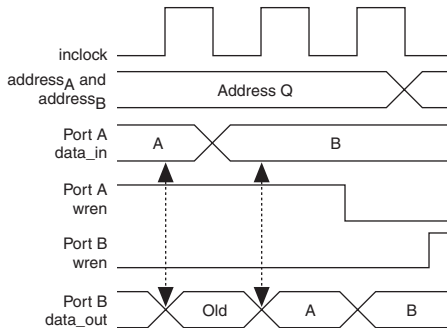 inclock
addressA and
addressB
Address Q
Port A
data_in
A
B
Port A
wren
Port B
wren
Port B
data_out
Old
A
B